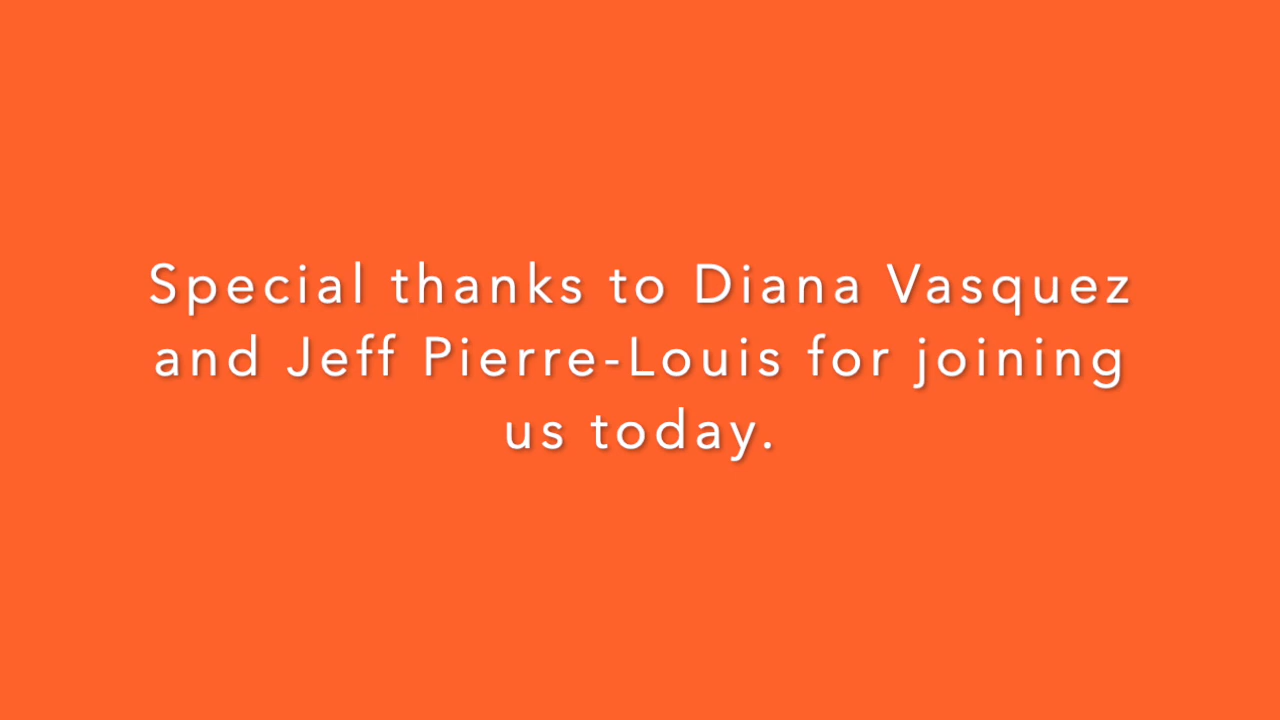 Special thanks to Diana Vasquez
and Jeff Pierre-Louis for joining
us today.